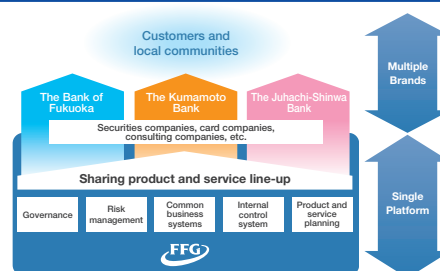 Customers and
local communities
The Bank of
Fukuoka
The Kumamoto
Bank
The Juhachi-Shinwa
Bank
Securities companies, card companies,
consulting companies, etc.
Sharing product and service line-up
Governance
Risk
management
Common
business
systems
Internal
control
system
Product and
service
planning
FFG
Multiple
Brands
Single
Platform